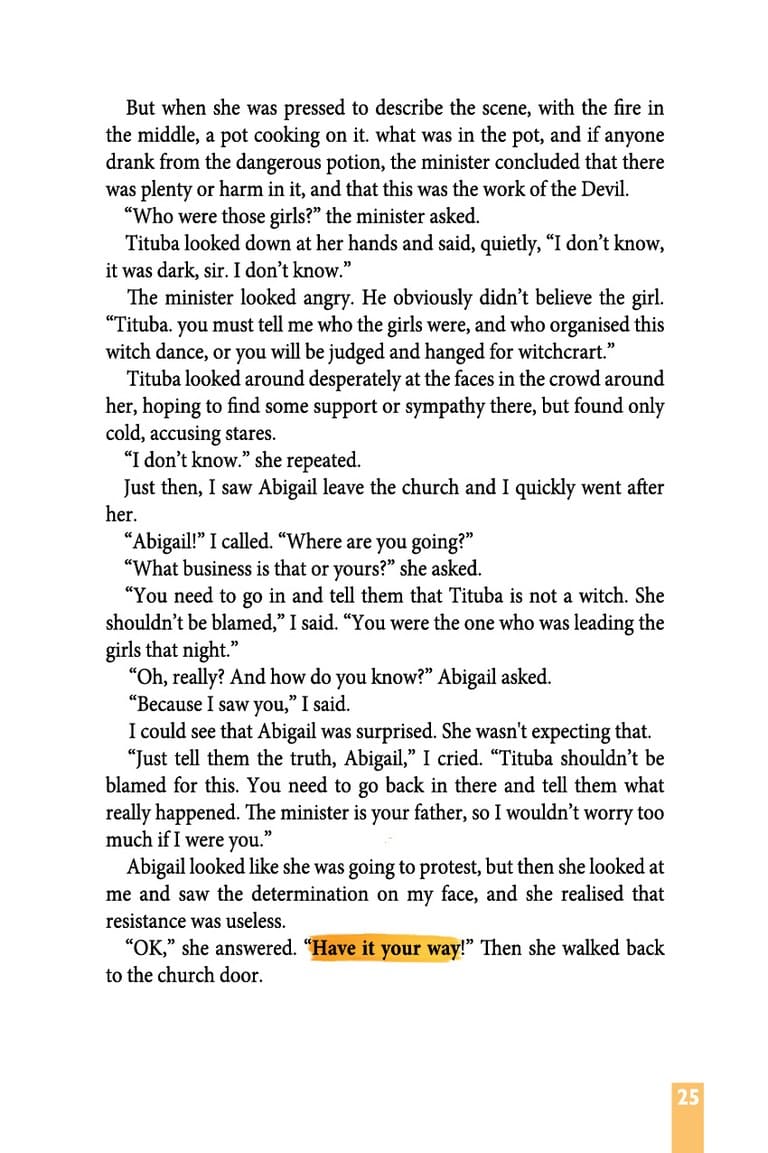 But when she was pressed to describe the scene, with the fire in
the middle, a pot cooking on it. what was in the pot, and if anyone
drank from the dangerous potion, the minister concluded that there
was plenty or harm in it, and that this was the work of the Devil.
“Who were those girls?” the minister asked.
Tituba looked down at her hands and said, quietly, “I don’t know,
it was dark, sir. I don’t know.”
The minister looked angry. He obviously didn’t believe the girl.
“Tituba. you must tell me who the girls were, and who organised this
witch dance, or you will be judged and hanged for witchcrart.”
Tituba looked around desperately at the faces in the crowd around
her, hoping to find some support or sympathy there, but found only
cold, accusing stares.
“I don’t know.” she repeated.
Just then, I saw Abigail leave the church and I quickly went after
her.
“Abigail!” I called. “Where are you going?”
“What business is that or yours?” she asked.
“You need to go in and tell them that Tituba is not a witch. She
shouldn’t be blamed,” I said. “You were the one who was leading the
girls that night.”
“Oh, really? And how do you know?” Abigail asked.
“Because I saw you,” I said.
I could see that Abigail was surprised. She wasn't expecting that.
“Just tell them the truth, Abigail,” I cried. “Tituba shouldn’t be
blamed for this. You need to go back in there and tell them what
really happened. The minister is your father, so I wouldn’t worry too
much if I were you.”
Abigail looked like she was going to protest, but then she looked at
me and saw the determination on my face, and she realised that
resistance was useless.
“OK,” she answered. “Have it your way!” Then she walked back
to the church door.
25